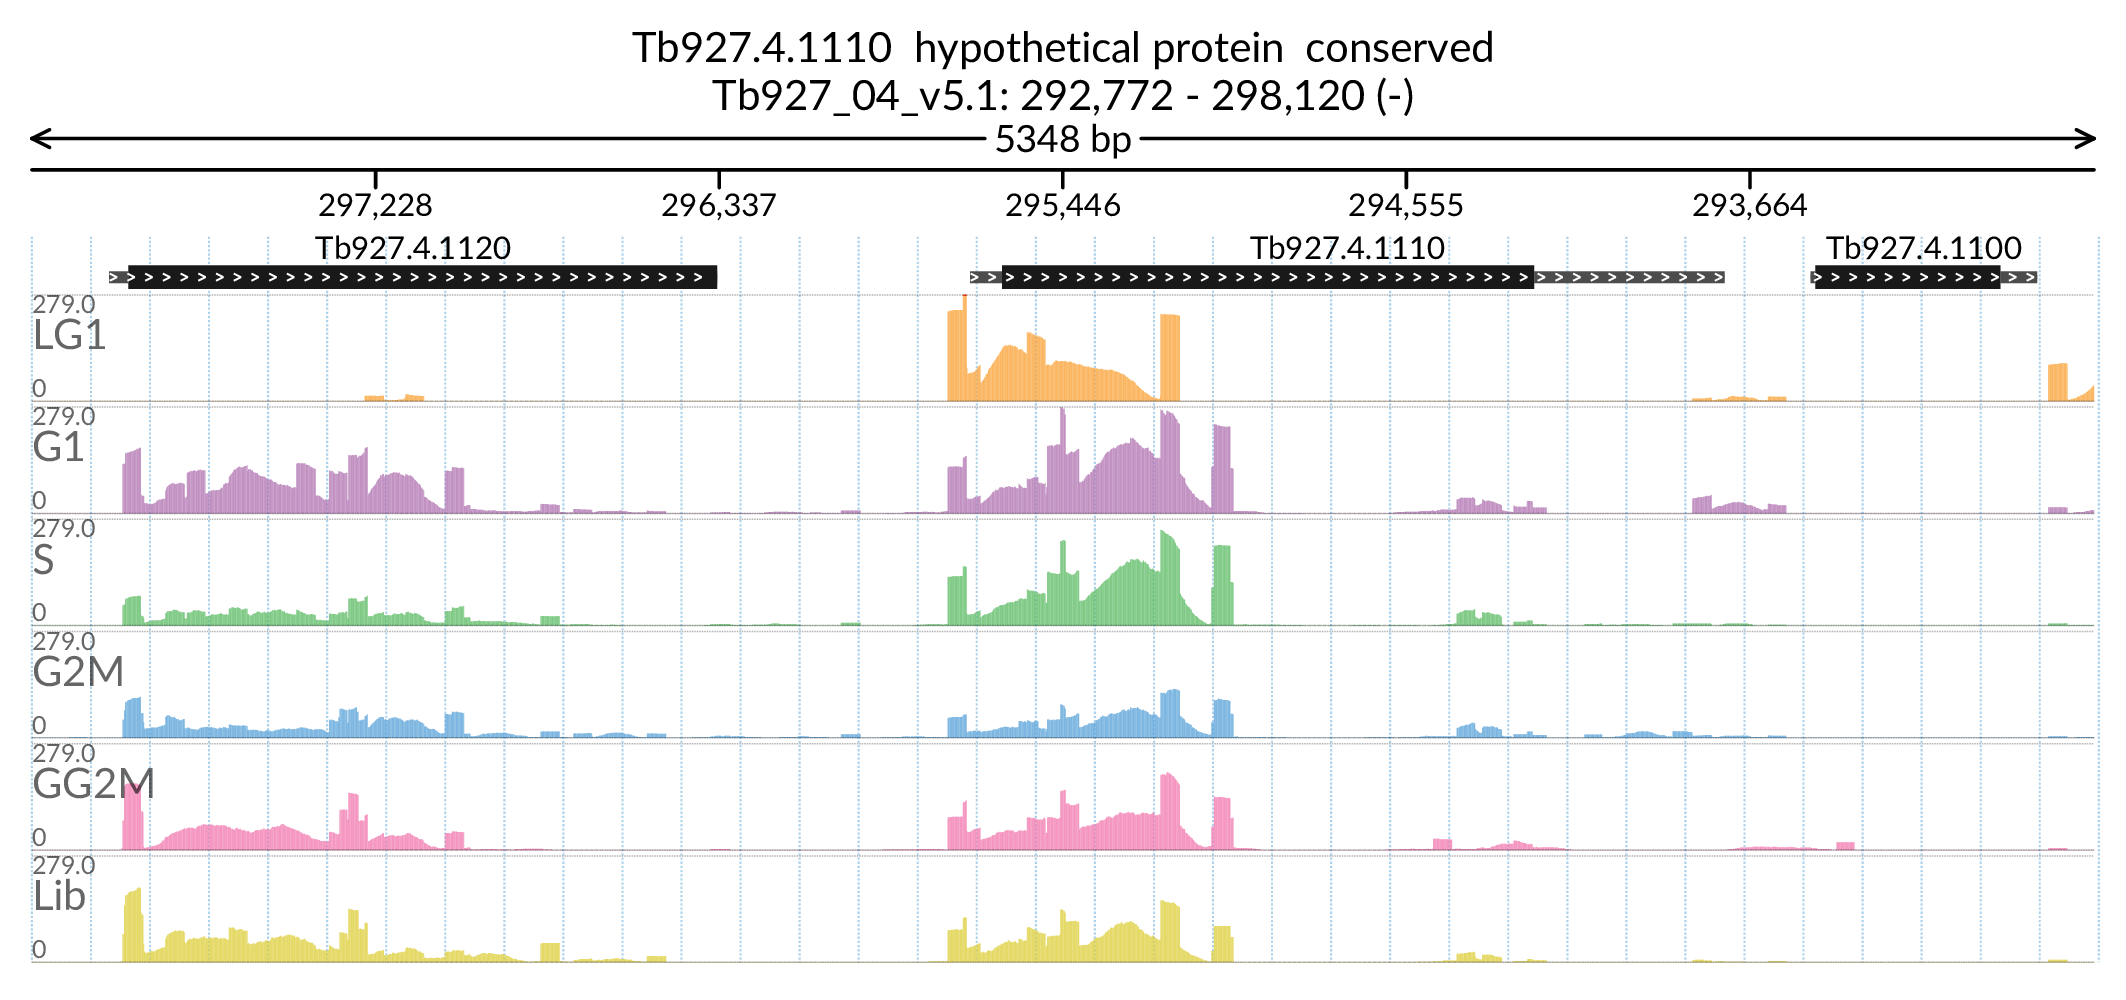 Tb927.4.1110 hypothetical protein conserved
Tb927_04_v5.1: 292,772 - 298,120 (-)
5348 bp
297,228 296,337 295,446 294,555 293,664
Tb927.4.1120 Tb927.4.1110 Tb927.4.1100
279.0
LG1
0
279.0
G1
0
279.0
S
0
279.0
G2M
0
279.0
GG2M
0
279.0
Lib
0